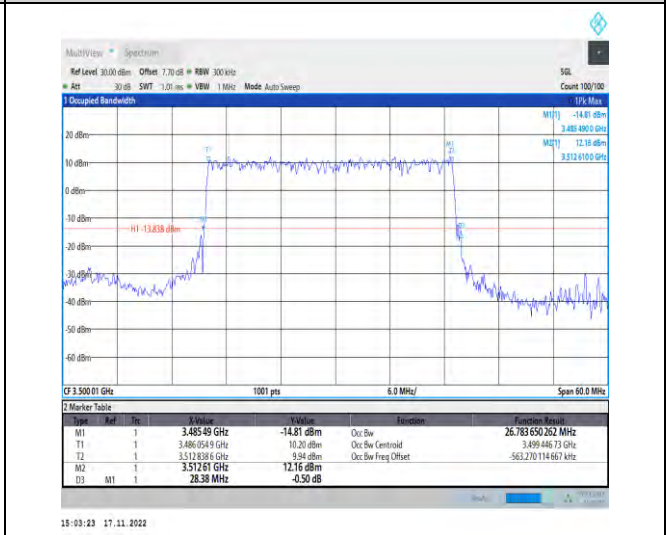 MultiView Spectrum
Ref Level 30.00 dBm Offset 7.70 dB RBW 300 kHz SGL
Att 30 dB SWT 1.01 ms VBW 1 MHz Mode Auto Sweep Count 100/100
1 Occupied Bandwidth 1Pk Max
M1[1] -14.81 dBm
3.485 490 0 GHz
M2[1] 12.16 dBm
3.512 610 0 GHz
20 dBm
M1
T1
10 dBm
0 dBm
-10 dBm
H1 -13.838 dBm
-30 dBm
-40 dBm
-50 dBm
-60 dBm
CF 3.500 01 GHz 1001 pts 6.0 MHz/ Span 60.0 MHz
2 Marker Table
Type Ref Trc X-Value Y-Value Function Function Result
M1 1 3.485 49 GHz -14.81 dBm Occ Bw 26.783 650 262 MHz
T1 1 3.486 054 9 GHz 10.20 dBm Occ Bw Centroid 3.499 446 73 GHz
T2 1 3.512 838 6 GHz 9.94 dBm Occ Bw Freq Offset -563.270 114 667 kHz
M2 1 3.512 61 GHz 12.16 dBm
D3 M1 1 28.38 MHz -0.50 dB
15:03:23 17.11.2022